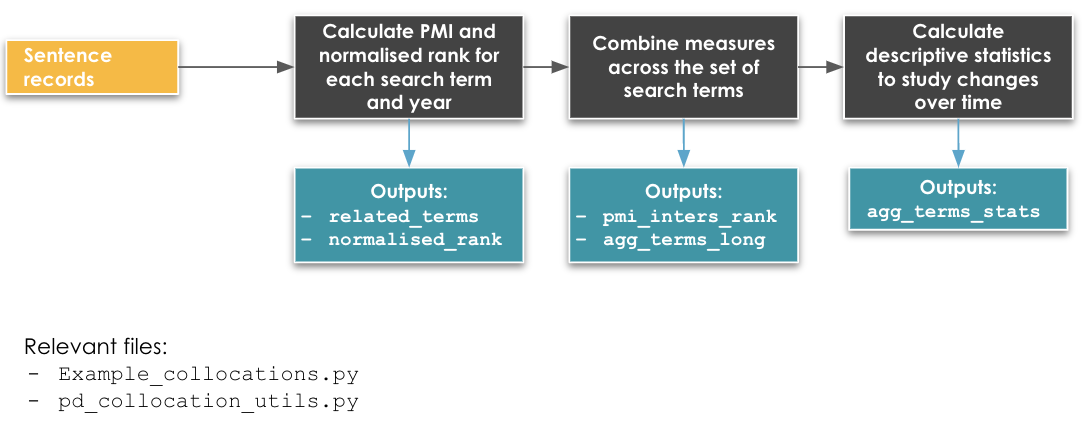 Sentence
records
Calculate PMI and
normalised rank for
each search term
and year
Combine measures
across the set of
search terms
Calculate
descriptive statistics
to study changes
over time
Outputs:
- related_terms
- normalised_rank
Outputs:
- pmi_inters_rank
- agg_terms_long
Outputs:
agg_terms_stats
Relevant files:
- Example_collocations.py
- pd_collocation_utils.py